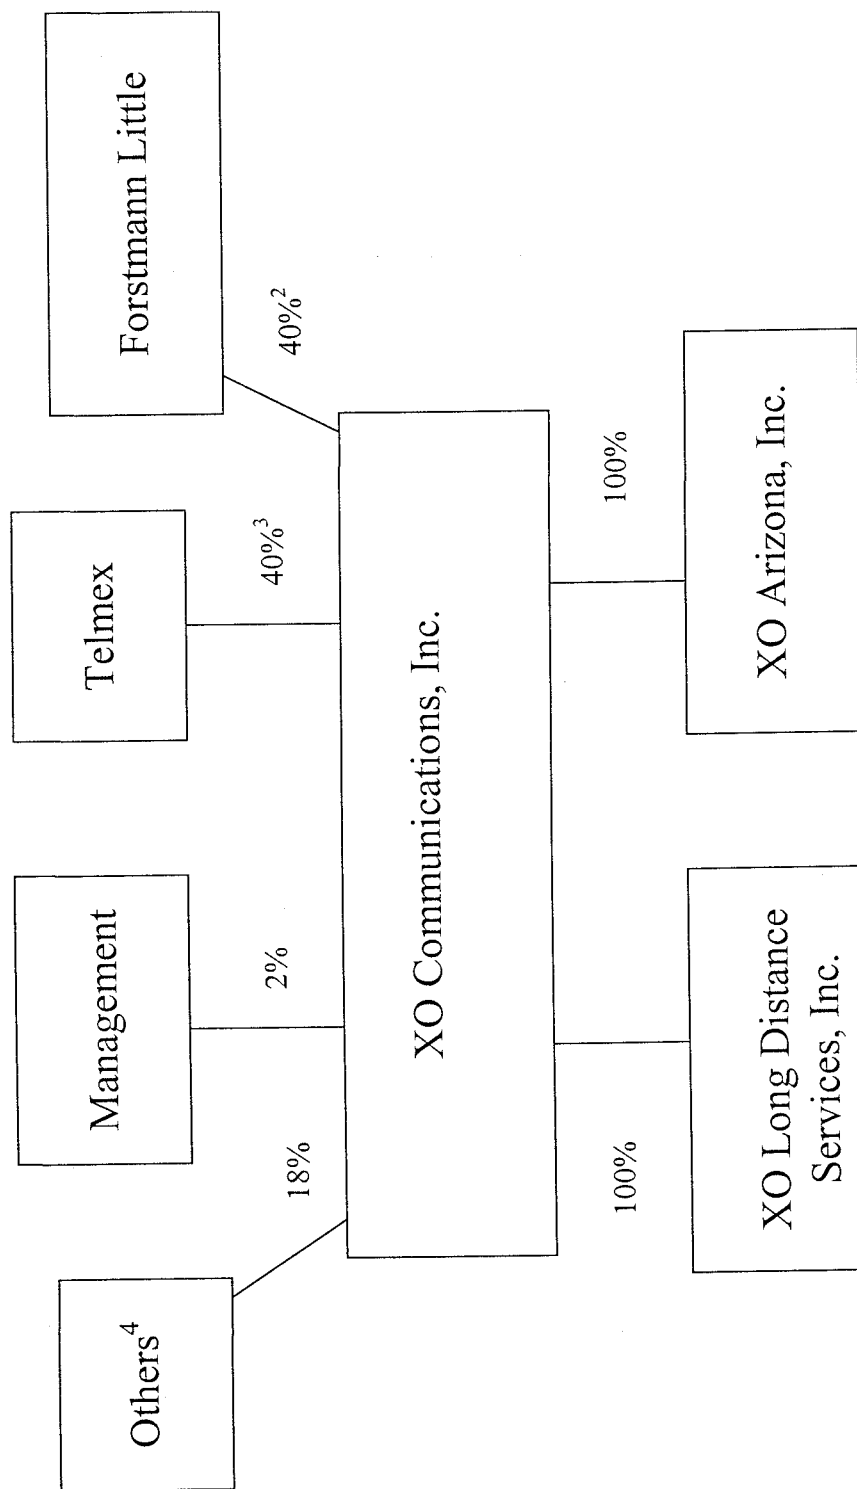 Others⁴
Management
Telmex
Forstmann Little
18%
2%
40%³
40%²
XO Communications, Inc.
100%
100%
XO Long Distance
Services, Inc.
XO Arizona, Inc.